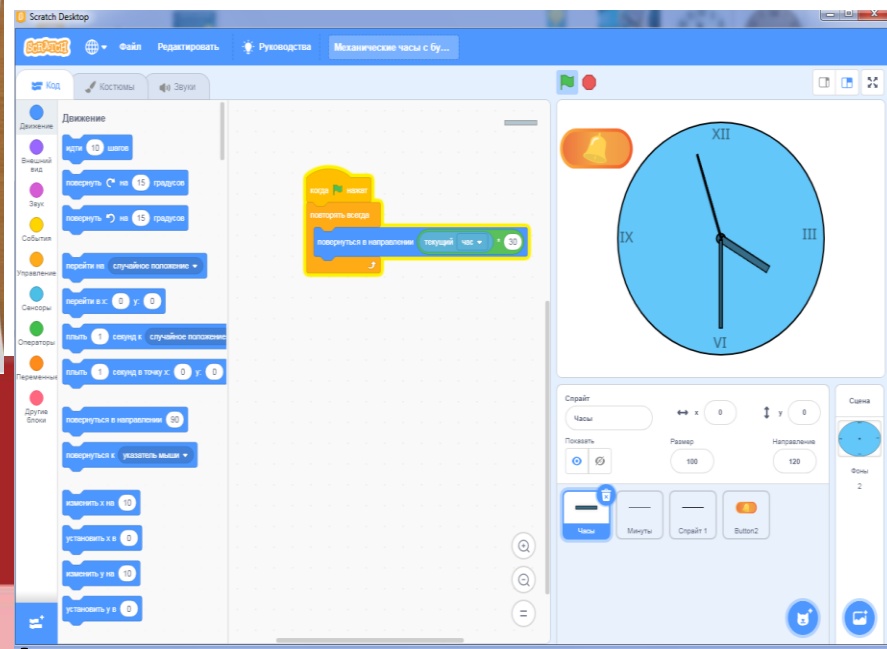 Scratch Desktop
SCRATCH
Файл Редактировать Руководства Механические часы с бу...
Код Костюмы Звуки
Движение
Внешний вид
Звук
События
Управление
Сенсоры
Операторы
Переменные
Другие блоки
Движение
идти 10 шагов
повернуть на 15 градусов
повернуть на 15 градусов
перейти на случайное положение
перейти в x: 0 y: 0
плыть 1 секунд к случайное положение
плыть 1 секунд в точку x: 0 y: 0
повернуться в направлении 90
повернуться к указатель мыши
изменить x на 10
установить x в 0
изменить y на 10
установить y в 0
когда нажат
повторять всегда
повернуться в направлении текущий час * 30
XII
III
VI
IX
Спрайт
Часы
x 0
y 0
Показать
Размер
100
Направление
120
Часы
Минуты
Спрайт 1
Button2
Сцена
Фоны
2